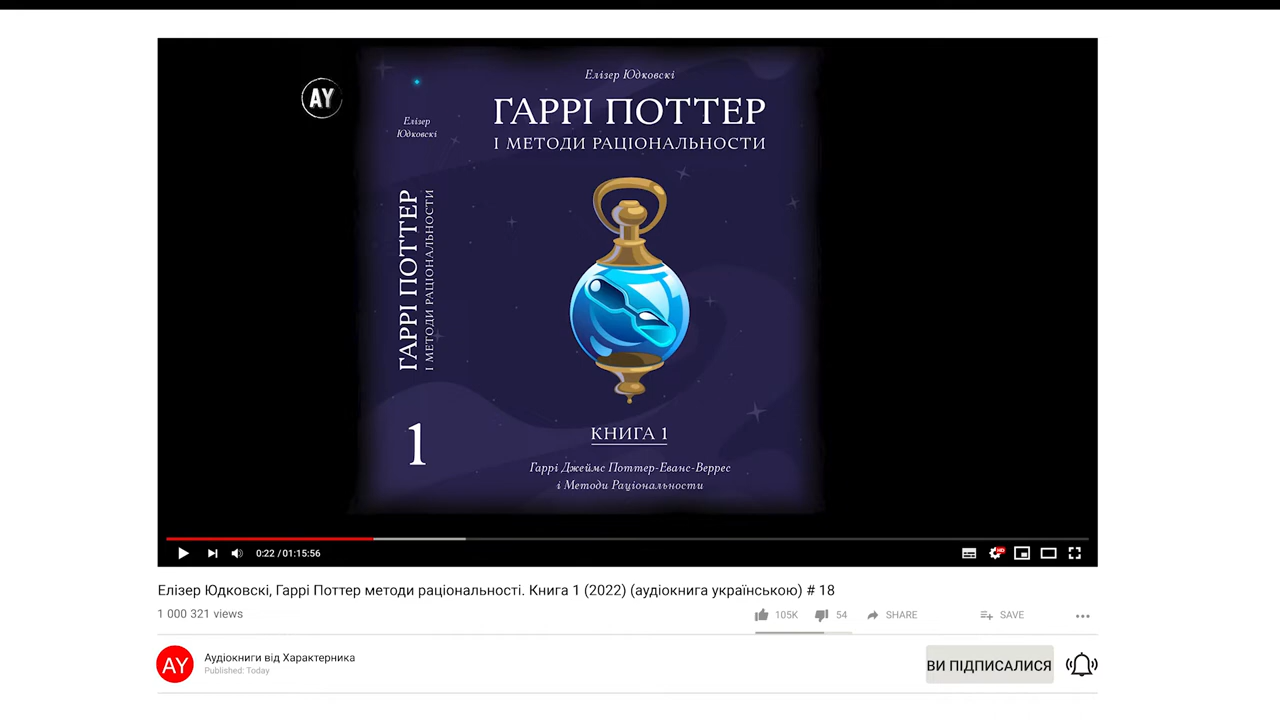 AY
Елізер Юдковскі
ГАРРІ ПОТТЕР
І МЕТОДИ РАЦІОНАЛЬНОСТИ
Елізер
Юдковскі
ГАРРІ ПОТТЕР
І МЕТОДИ РАЦІОНАЛЬНОСТИ
1
КНИГА 1
Гаррі Джеймс Поттер-Еванс-Веррес
і Методи Раціональности
0:22 / 01:15:56
HD
Елізер Юдковскі, Гаррі Поттер методи раціональності. Книга 1 (2022) (аудіокнига українською) # 18
1 000 321 views
105K
54
SHARE
SAVE
AY
Аудіокниги від Характерника
Published: Today
ВИ ПІДПИСАЛИСЯ